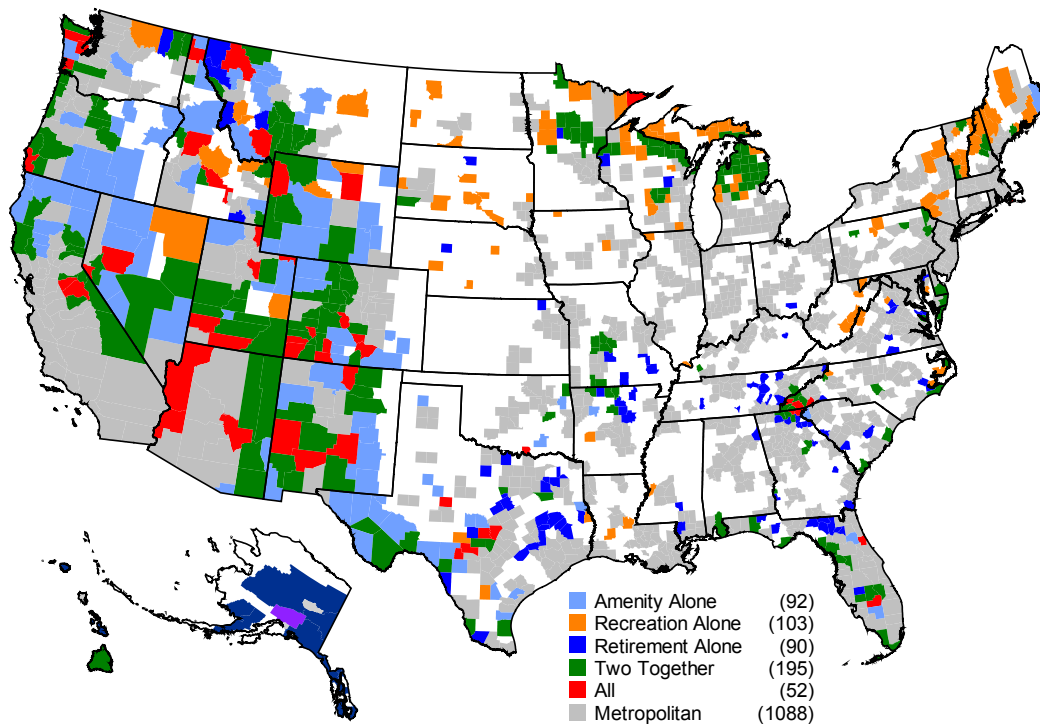 Amenity Alone (92)
Recreation Alone (103)
Retirement Alone (90)
Two Together (195)
All (52)
Metropolitan (1088)